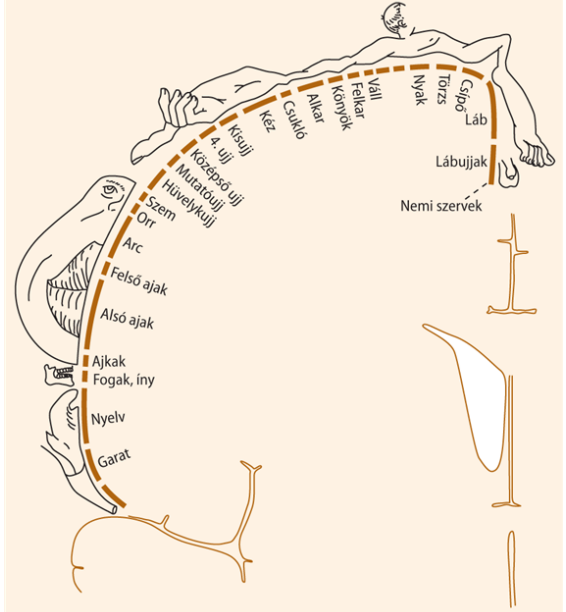 Nemi szervek
Lábujjak
Láb
Csípő
Törzs
Nyak
Váll
Felkar
Könyök
Alkar
Csukló
Kéz
Kisujj
4. ujj
Középső ujj
Mutatóujj
Hüvelykujj
Szem
Orr
Arc
Felső ajak
Alsó ajak
Ajkak
Fogak, íny
Nyelv
Garat